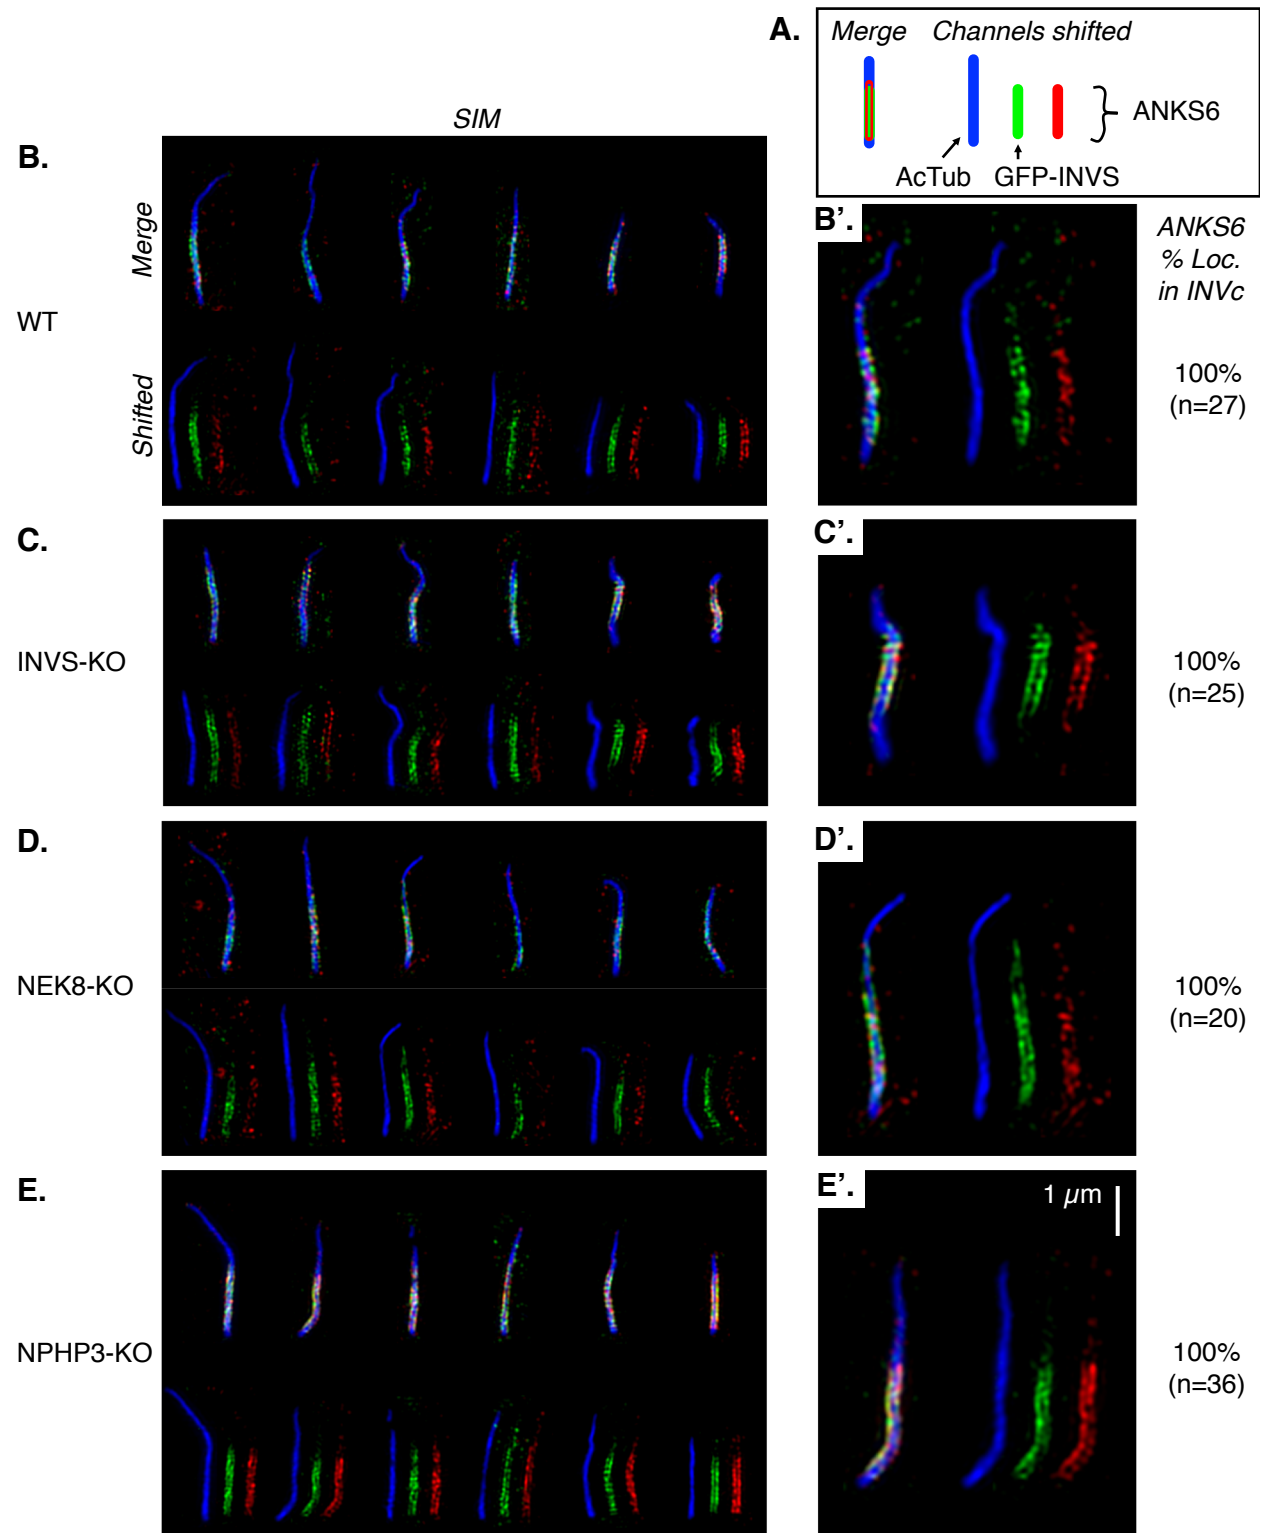 A.
Merge Channels shifted
ANKS6
AcTub GFP-INVS
SIM
B.
Merge
WT
Shifted
B’.
ANKS6
% Loc.
in INVc
100%
(n=27)
C.
INVS-KO
C’.
100%
(n=25)
D.
NEK8-KO
D’.
100%
(n=20)
E.
NPHP3-KO
E’.
1 µm
100%
(n=36)